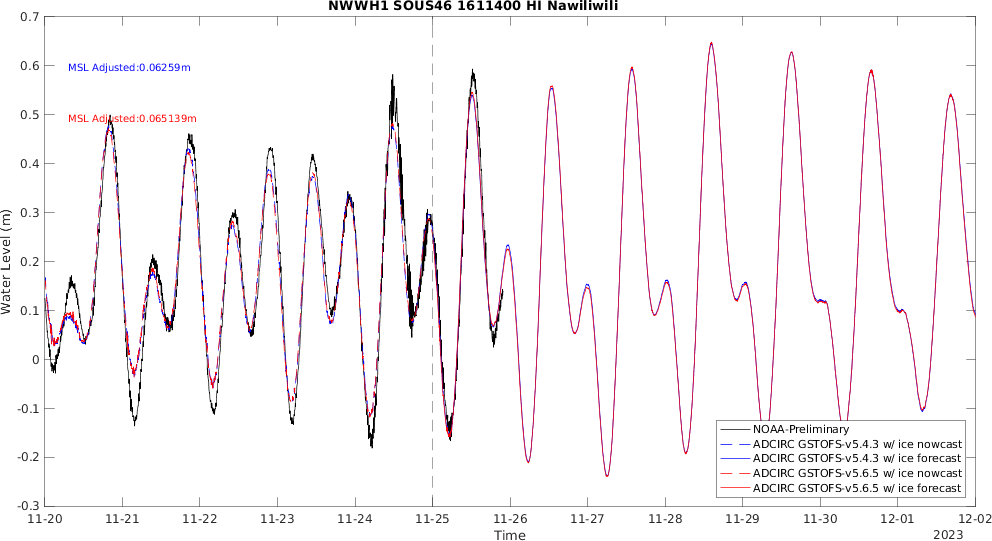 NWWH1 SOUS46 1611400 HI Nawiliwili
0.7
0.6
0.5
0.4
0.3
0.2
0.1
0
-0.1
-0.2
-0.3
Water Level (m)
MSL Adjusted:0.06259m
MSL Adjusted:0.065139m
NOAA-Preliminary
ADCIRC GSTOFS-v5.4.3 w/ ice nowcast
ADCIRC GSTOFS-v5.4.3 w/ ice forecast
ADCIRC GSTOFS-v5.6.5 w/ ice nowcast
ADCIRC GSTOFS-v5.6.5 w/ ice forecast
11-20 11-21 11-22 11-23 11-24 11-25 11-26 11-27 11-28 11-29 11-30 12-01 12-02
Time
2023